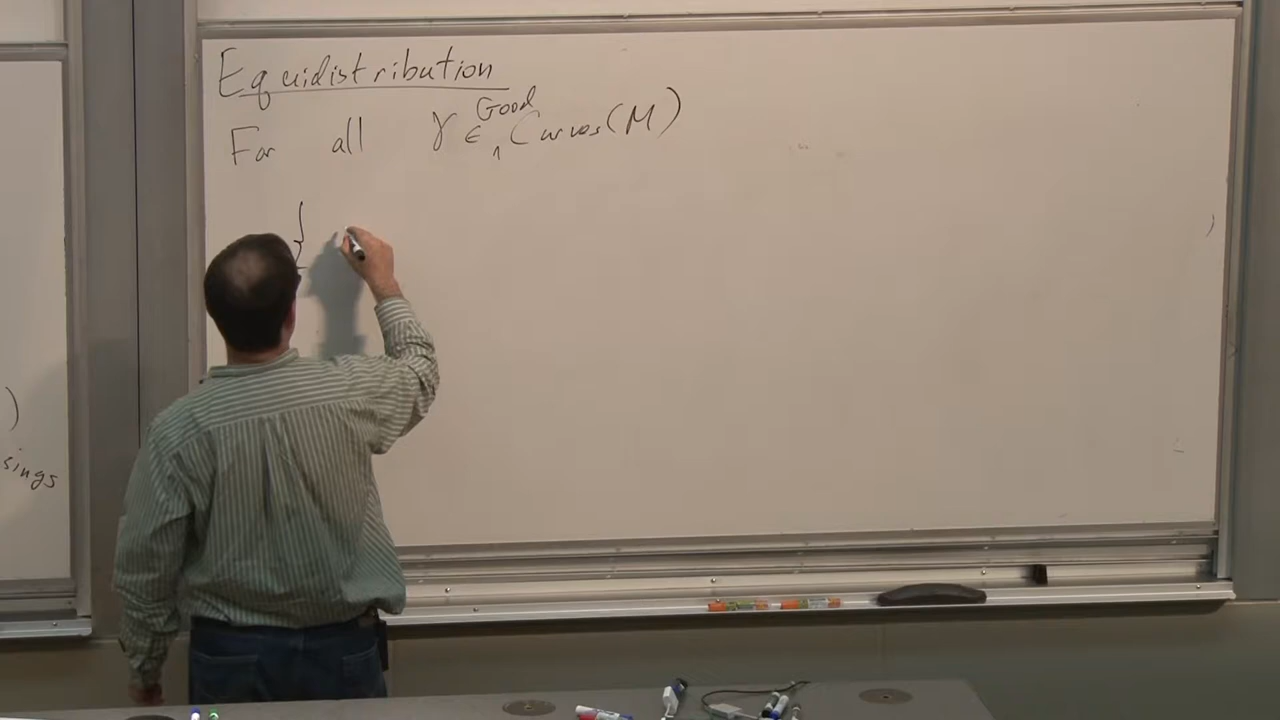 Equidistribution
For all γ ∈ ^ Good Curves(M)
{
)
sings
)